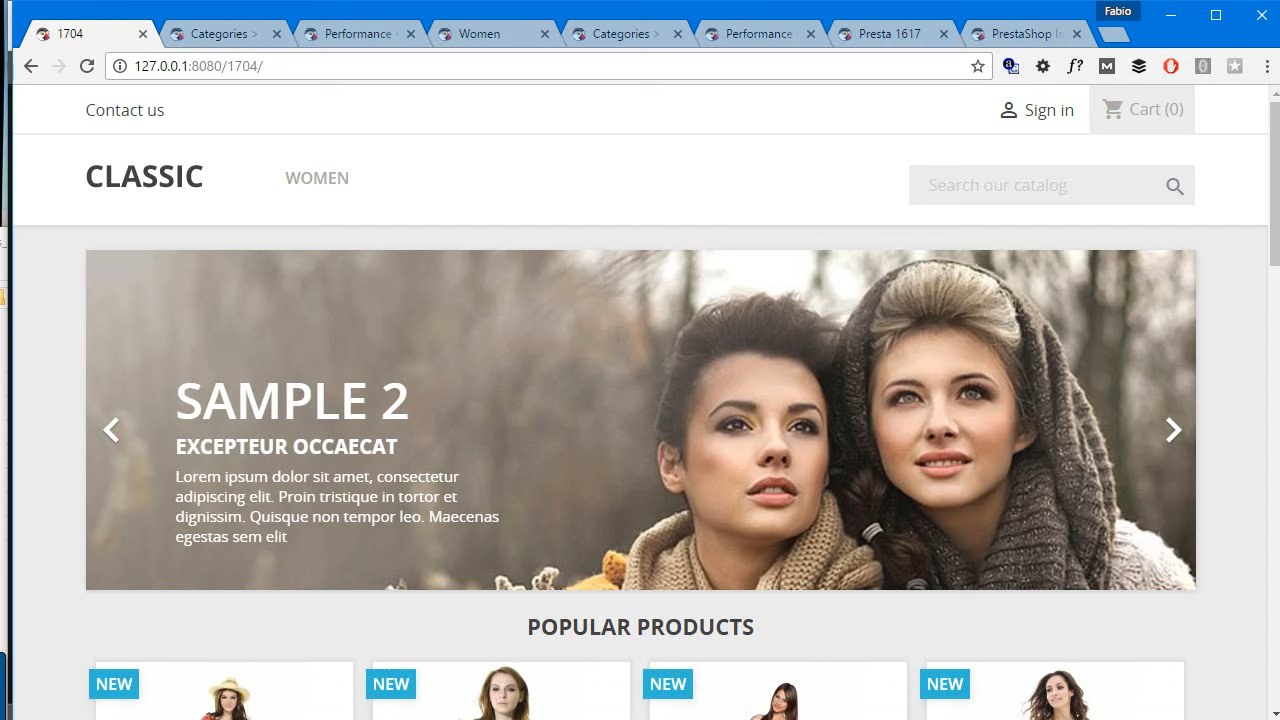 Fabio
1704
Categories >
Performance
Women
Categories >
Performance
Presta 1617
PrestaShop
127.0.0.1:8080/1704/
f?
M
Contact us
Sign in
Cart (0)
CLASSIC
WOMEN
Search our catalog
SAMPLE 2
EXCEPTEUR OCCAECAT
Lorem ipsum dolor sit amet, consectetur
adipiscing elit. Proin tristique in tortor et
dignissim. Quisque non tempor leo. Maecenas
egestas sem elit
POPULAR PRODUCTS
NEW
NEW
NEW
NEW